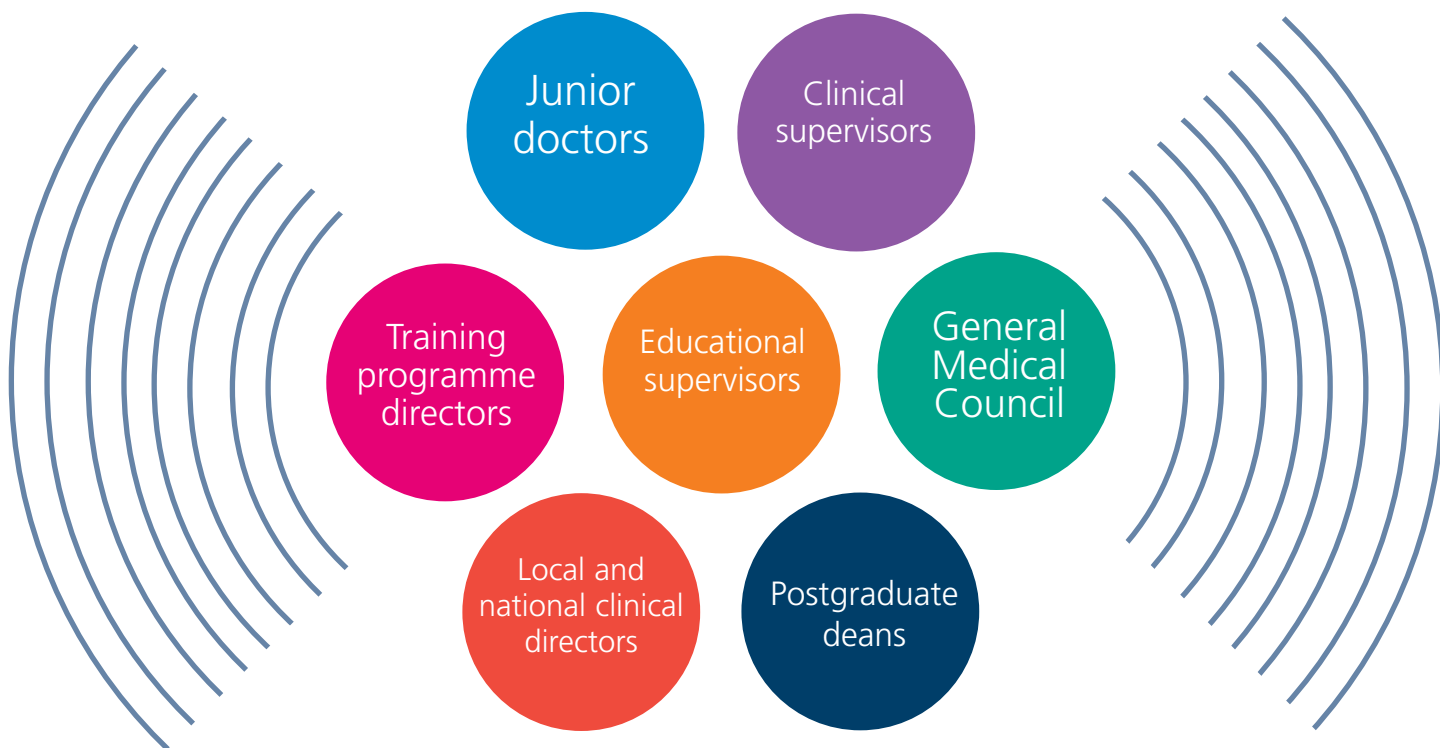 Junior
doctors
Clinical
supervisors
Training
programme
directors
Educational
supervisors
General
Medical
Council
Local and
national clinical
directors
Postgraduate
deans